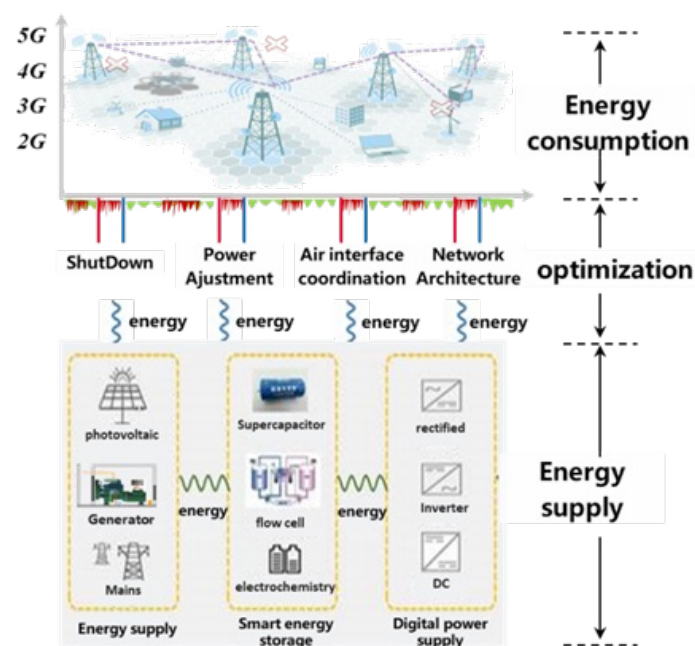 5G
4G
3G
2G
Energy
consumption
ShutDown
Power
Ajustment
Air interface
coordination
Network
Architecture
optimization
energy
energy
energy
energy
photovoltaic
Supercapacitor
rectified
Generator
energy
flow cell
energy
Inverter
Energy
supply
Mains
electrochemistry
DC
Energy supply
Smart energy
storage
Digital power
supply